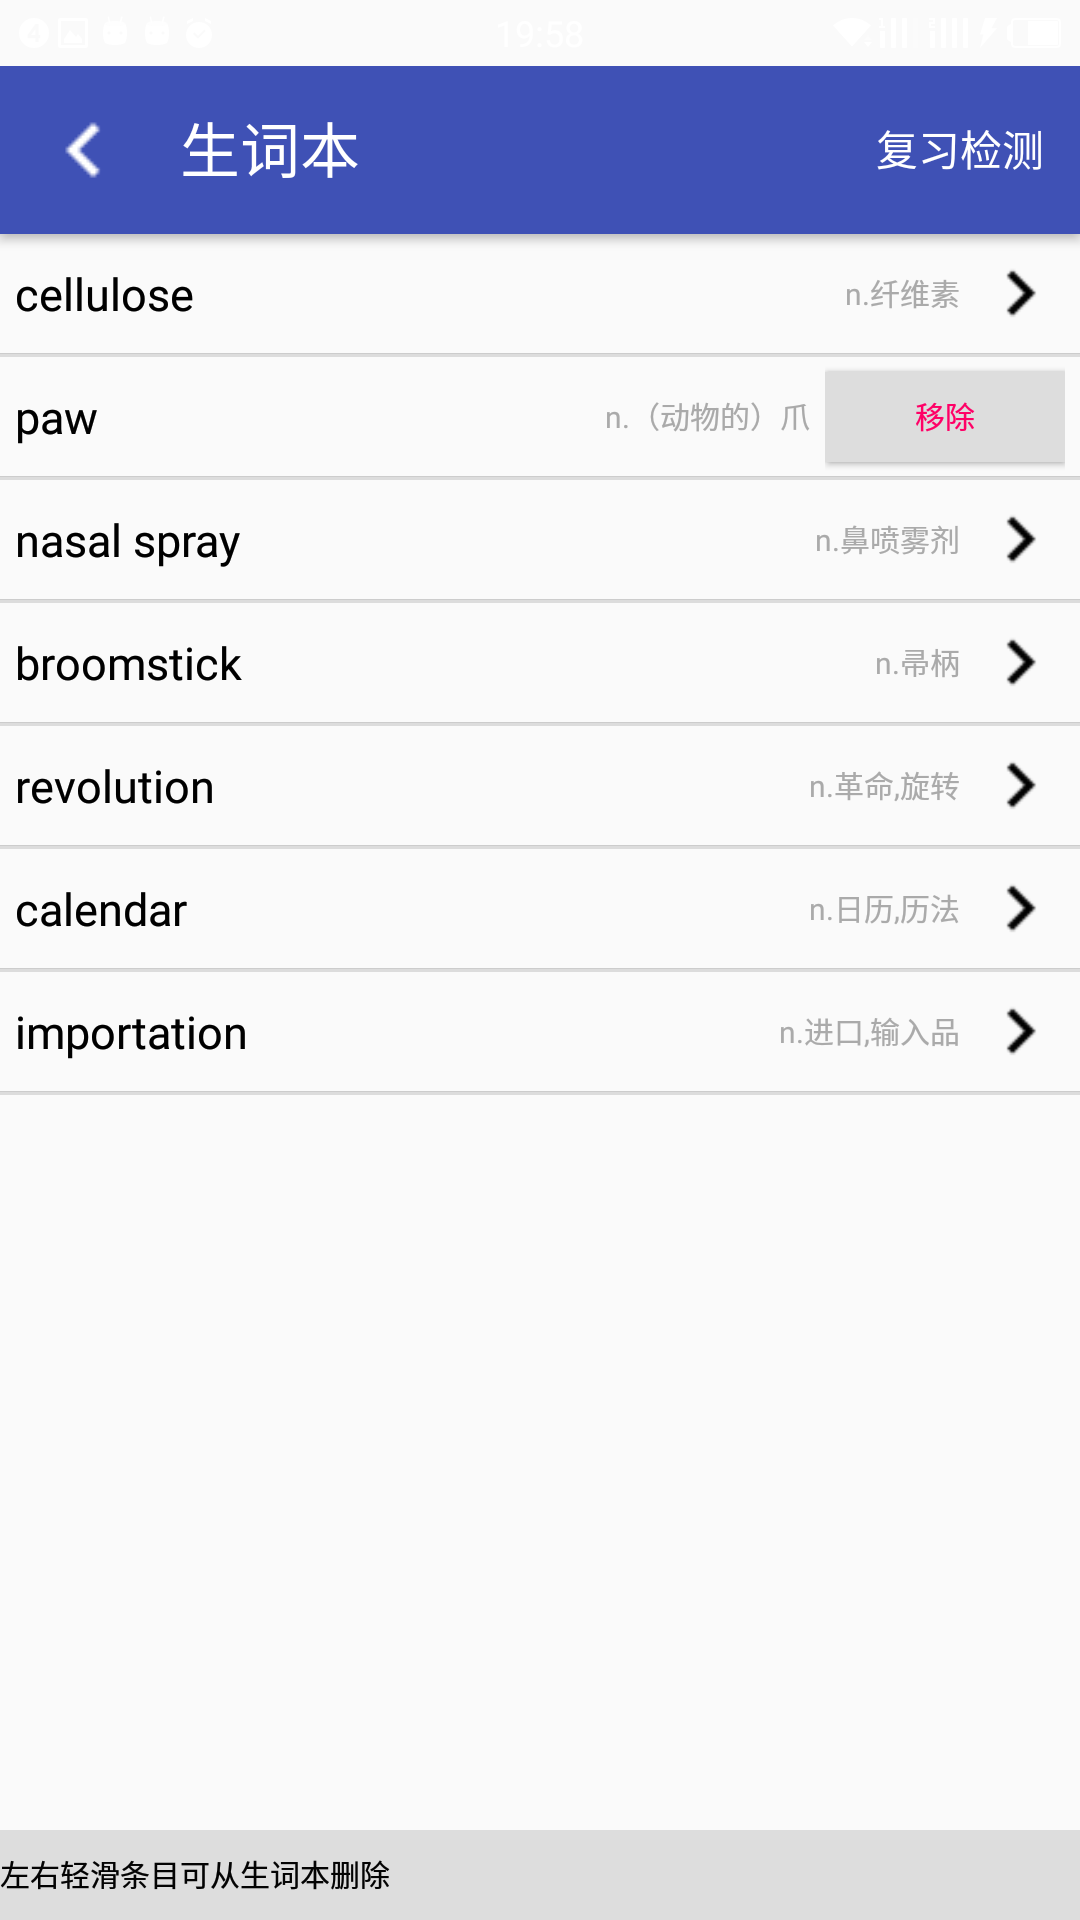 19:58
生词本 复习检测
cellulose n.纤维素
paw n.（动物的）爪 移除
nasal spray n.鼻喷雾剂
broomstick n.帚柄
revolution n.革命,旋转
calendar n.日历,历法
importation n.进口,输入品
左右轻滑条目可从生词本删除